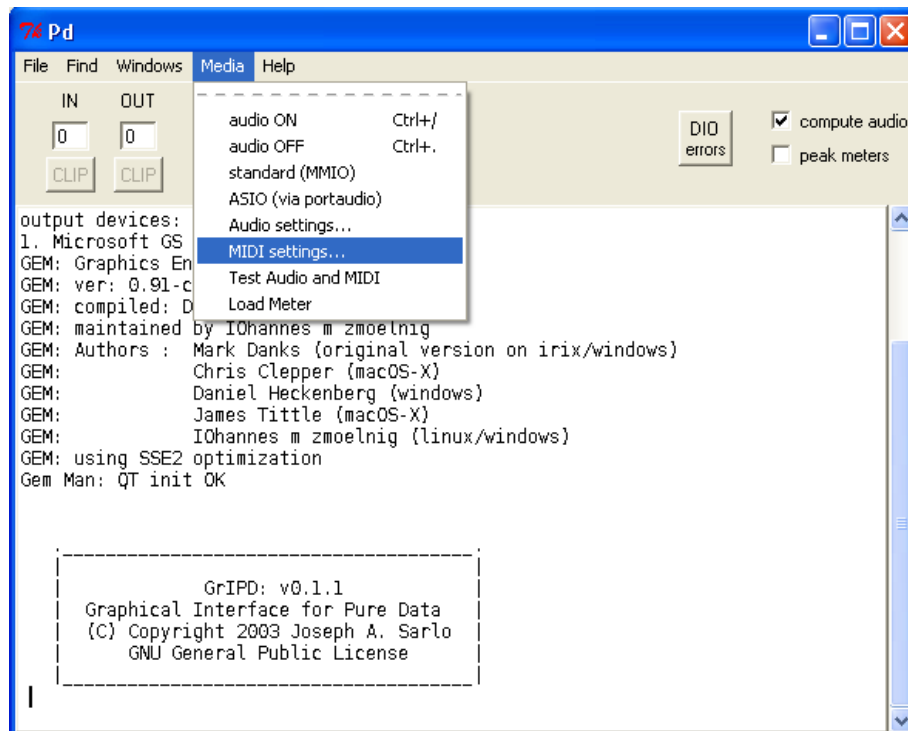 Pd
File Find Windows Media Help
IN OUT
0 0
CLIP CLIP
DIO
errors
compute audio
peak meters
audio ON Ctrl+/
audio OFF Ctrl+.
standard (MMIO)
ASIO (via portaudio)
Audio settings...
MIDI settings...
Test Audio and MIDI
Load Meter
output devices:
1. Microsoft GS
GEM: Graphics En
GEM: ver: 0.91-c
GEM: compiled: D
GEM: maintained by IOhannes m zmoelnig
GEM: Authors : Mark Danks (original version on irix/windows)
GEM: Chris Clepper (macOS-X)
GEM: Daniel Heckenberg (windows)
GEM: James Tittle (macOS-X)
GEM: IOhannes m zmoelnig (linux/windows)
GEM: using SSE2 optimization
Gem Man: QT init OK
GrIPD: v0.1.1
Graphical Interface for Pure Data
(C) Copyright 2003 Joseph A. Sarlo
GNU General Public License